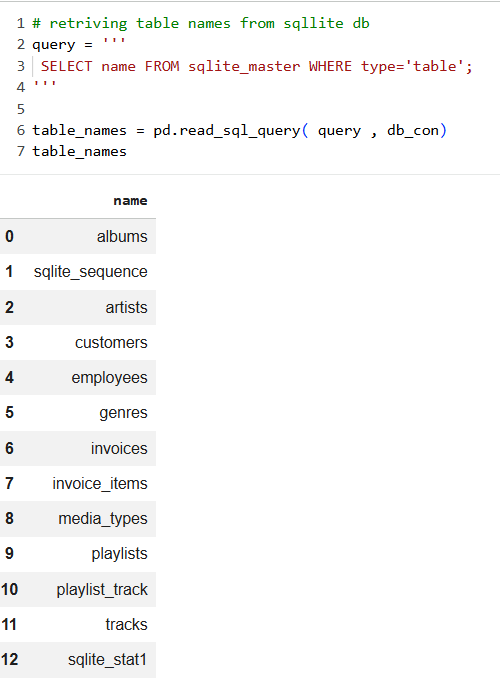 1 # retriving table names from sqllite db
2 query = '''
3 SELECT name FROM sqlite_master WHERE type='table';
4 '''
5
6 table_names = pd.read_sql_query( query , db_con)
7 table_names
name
0 albums
1 sqlite_sequence
2 artists
3 customers
4 employees
5 genres
6 invoices
7 invoice_items
8 media_types
9 playlists
10 playlist_track
11 tracks
12 sqlite_stat1